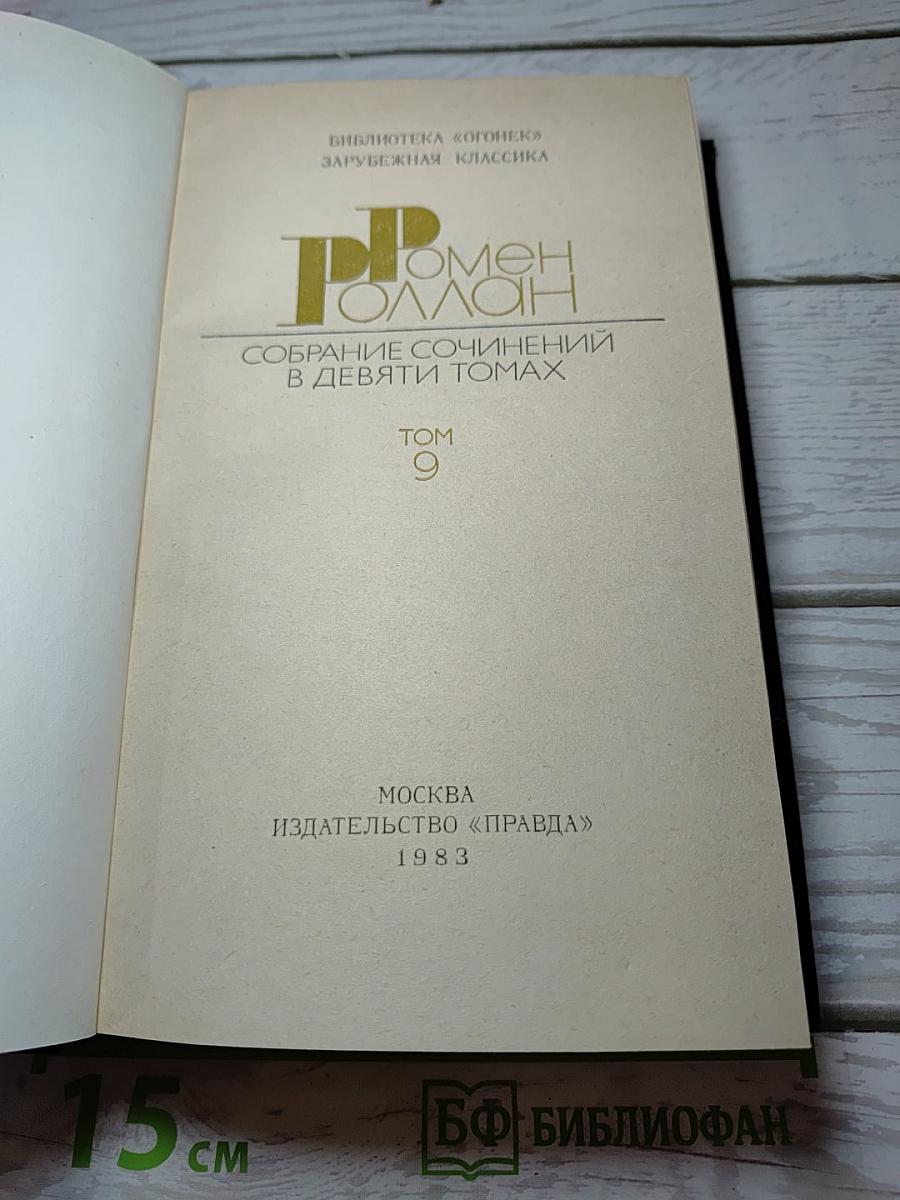 БИБЛИОТЕКА «ОГОНЕК»
ЗАРУБЕЖНАЯ КЛАССИКА
РОМЕН
РОЛЛАН
СОБРАНИЕ СОЧИНЕНИЙ
В ДЕВЯТИ ТОМАХ
ТОМ
9
МОСКВА
ИЗДАТЕЛЬСТВО «ПРАВДА»
1983
15 СМ
БФ БИБЛИОФАН